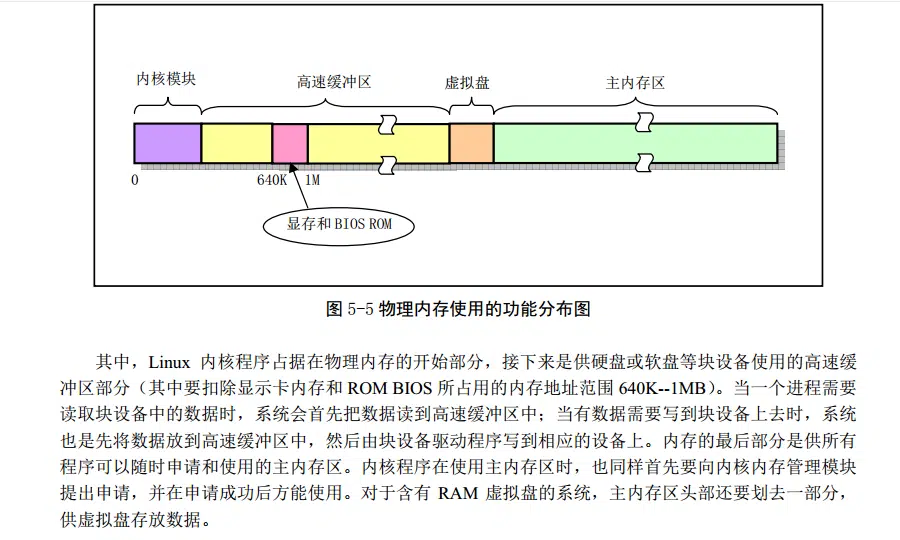 内核模块 高速缓冲区 虚拟盘 主内存区
0 640K 1M
显存和 BIOS ROM
图 5-5 物理内存使用的功能分布图
其中，Linux 内核程序占据在物理内存的开始部分，接下来是供硬盘或软盘等块设备使用的高速缓
冲区部分（其中要扣除显示卡内存和 ROM BIOS 所占用的内存地址范围 640K--1MB）。当一个进程需要
读取块设备中的数据时，系统会首先把数据读到高速缓冲区中；当有数据需要写到块设备上去时，系统
也是先将数据放到高速缓冲区中，然后由块设备驱动程序写到相应的设备上。内存的最后部分是供所有
程序可以随时申请和使用的主内存区。内核程序在使用主内存区时，也同样首先要向内核内存管理模块
提出申请，并在申请成功后方能使用。对于含有 RAM 虚拟盘的系统，主内存区头部还要划去一部分，
供虚拟盘存放数据。